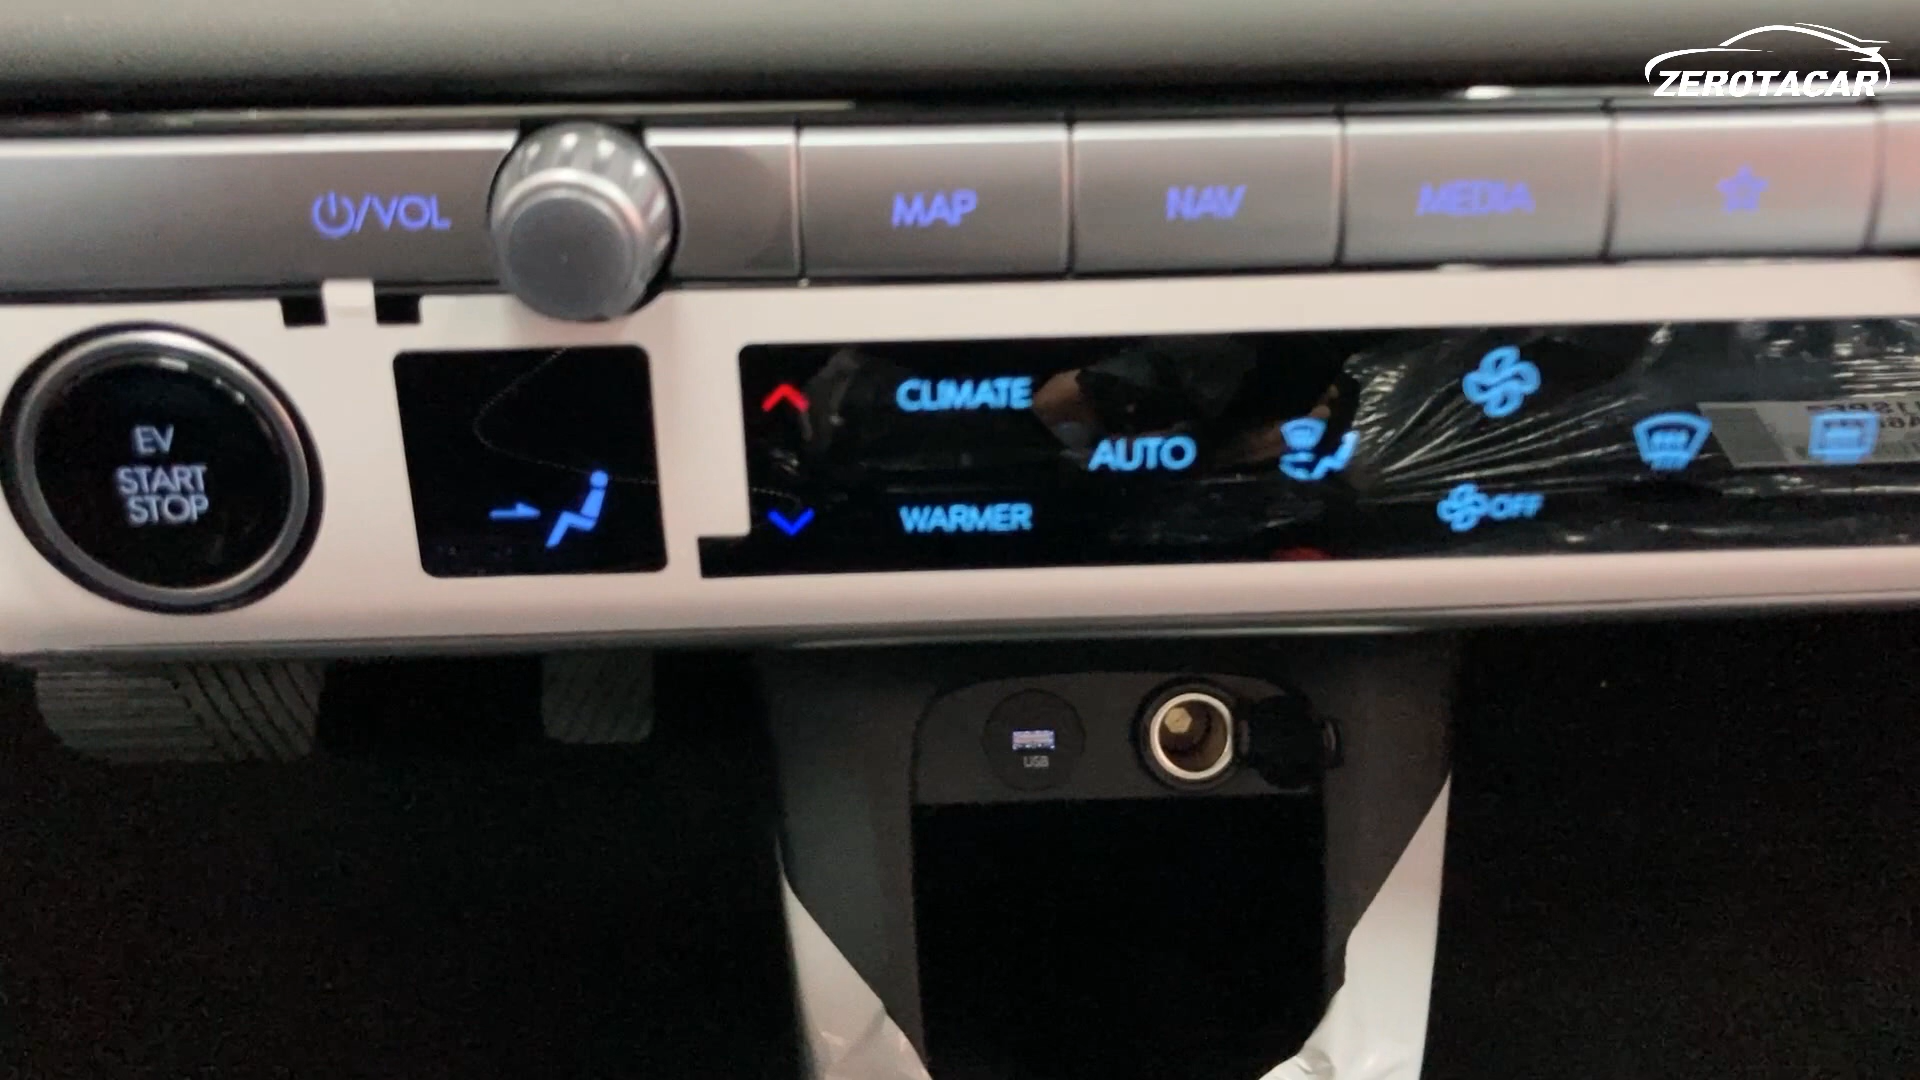 ZEROTACAR
/VOL
MAP
NAV
MEDIA
EV
START
STOP
CLIMATE
AUTO
WARMER
OFF
USB